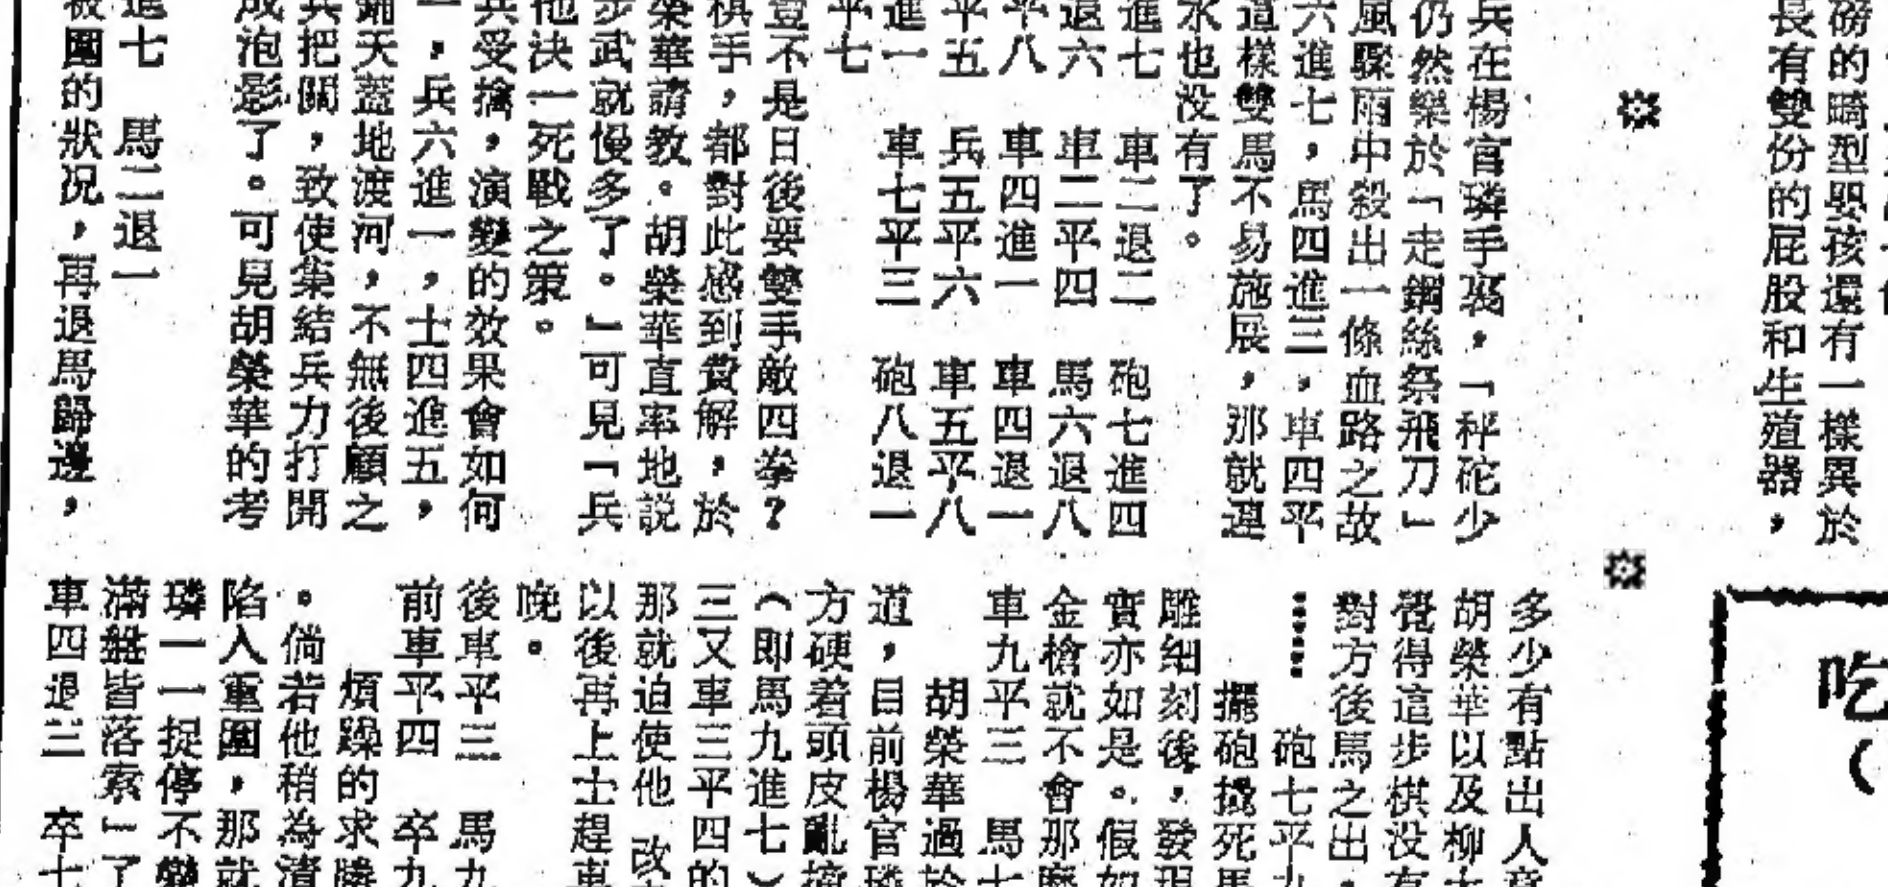 磅的畸型嬰孩還有一樣異於
長有雙份的屁股和生殖器，
兵在楊官璘手裏，「秤砣少
仍然樂於「走鋼絲祭飛刀」
風驟雨中殺出一條血路之故
六進七，馬四進三，車四平
這樣雙馬不易施展，那就連
水也没有了。
進七 車二退二 砲七進四
退六 車二平四 馬六退八
平八 車四進一 車四退一
平五 兵五平六 車五平八
進一 車七平三 砲八退一
平七
豈不是日後要雙手敵四拳？
棋手，都對此感到費解，於
榮華請教。胡榮華直率地説
步武就慢多了。」可見「兵
他決一死戰之策。
兵受擒，演變的效果會如何
一，兵六進一，士四進五，
鋪天蓋地渡河，不無後顧之
兵把關，致使集結兵力打開
成泡影了。可見胡榮華的考
進七 馬二退一
被圍的狀况，再退馬歸邊，
吃
（
多少有點出人意
胡榮華以及柳大
覺得這步棋没有
對方後馬之出，
⋯⋯ 砲七平九
擺砲攙死馬
雕細刻後，發現
實亦如是。假如
金槍就不會那麽
車九平三 馬七
胡榮華過於
道，目前楊官璘
方硬着頭皮亂搞
（即馬九進七）
三又車三平四的
那就迫使他 改
以後再上士趕車
晚。
後車平三 馬九
前車平四 卒九
煩躁的求勝
。倘若他稍為清
陷入重圍，那就
璘一一捉停不變
滿盤皆落索」了
車四退三 卒七